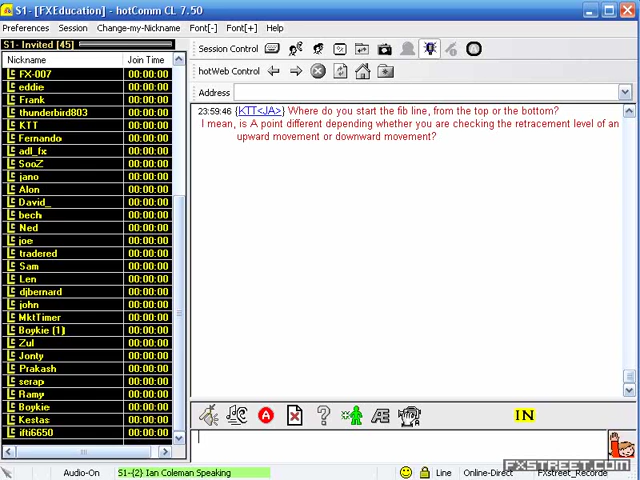 S1- [FXEducation] - hotComm CL 7.50
Preferences Session Change-my-Nickname Font[-] Font[+] Help
S1- Invited [45]
Nickname Join Time
FX-007 00:00:00
eddie 00:00:00
Frank 00:00:00
thunderbird803 00:00:00
KTT 00:00:00
Fernando 00:00:00
adl_fx 00:00:00
SooZ 00:00:00
jano 00:00:00
Alon 00:00:00
David_ 00:00:00
bech 00:00:00
Ned 00:00:00
joe 00:00:00
tradered 00:00:00
Sam 00:00:00
Len 00:00:00
djbernard 00:00:00
john 00:00:00
MktTimer 00:00:00
Boykie (1) 00:00:00
Zul 00:00:00
Jonty 00:00:00
Prakash 00:00:00
serap 00:00:00
Ramy 00:00:00
Boykie 00:00:00
Kestas 00:00:00
ifti6650 00:00:00
Session Control
hotWeb Control
Address
23:59:46 {KTT<JA>} Where do you start the fib line, from the top or the bottom?
I mean, is A point different depending whether you are checking the retracement level of an
upward movement or downward movement?
IN
Audio-On S1-{2} Ian Coleman Speaking Line Online-Direct FXstreet_Recorde
FXSTREET.COM